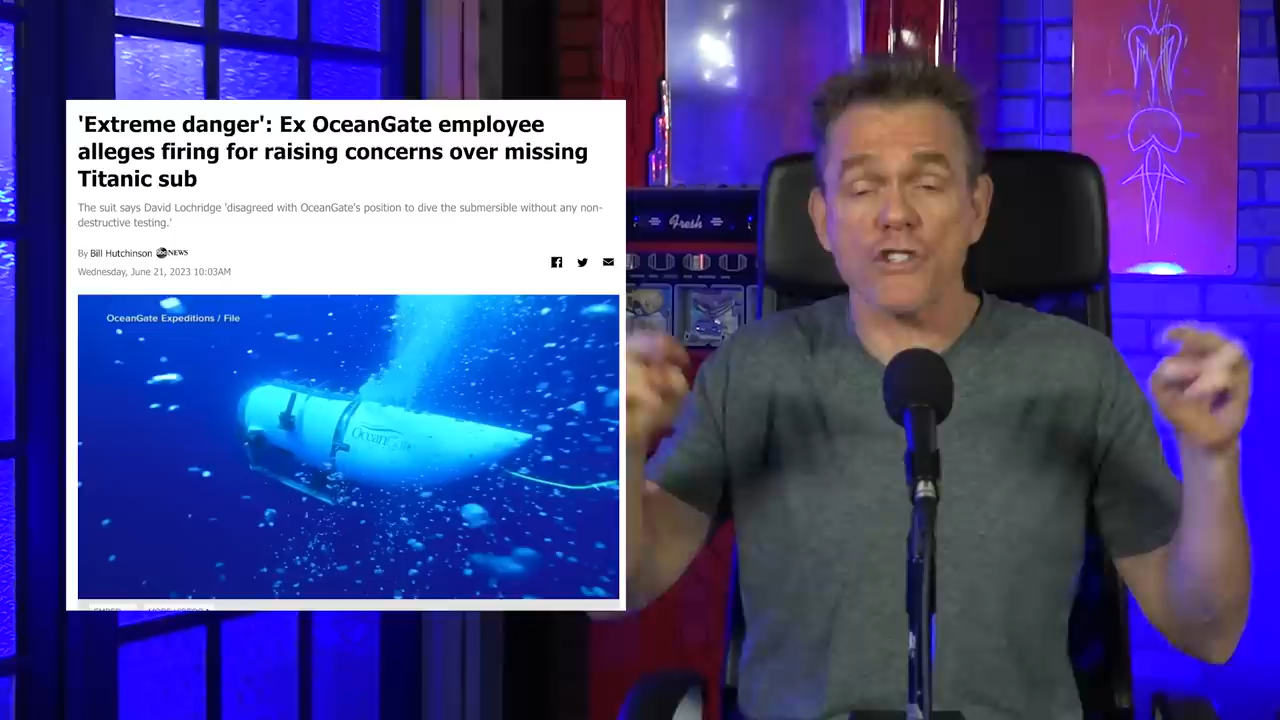 'Extreme danger': Ex OceanGate employee
alleges firing for raising concerns over missing
Titanic sub
The suit says David Lochridge 'disagreed with OceanGate's position to dive the submersible without any non-
destructive testing.'
By Bill Hutchinson abc NEWS
Wednesday, June 21, 2023 10:03AM
OceanGate Expeditions / File
OceanGate
Fresh